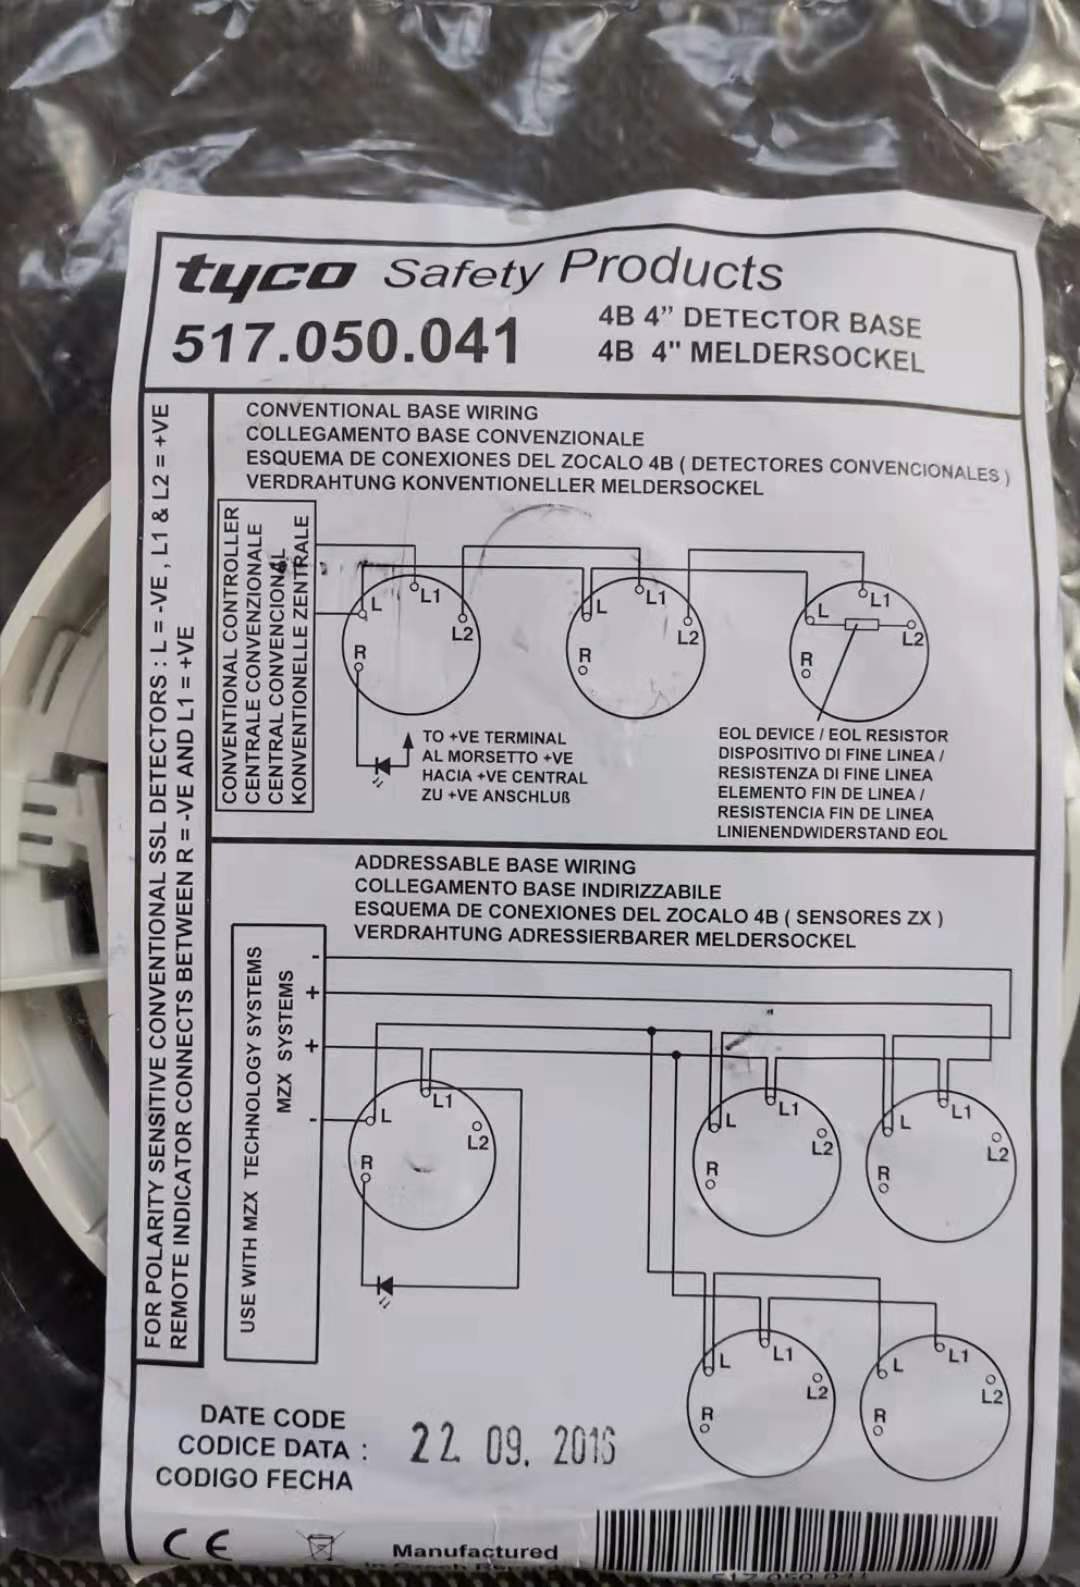 tyco Safety Products
517.050.041
4B 4” DETECTOR BASE
4B 4" MELDERSOCKEL
FOR POLARITY SENSITIVE CONVENTIONAL SSL DETECTORS : L = -VE , L1 & L2 = +VE
REMOTE INDICATOR CONNECTS BETWEEN R = -VE AND L1 = +VE
CONVENTIONAL BASE WIRING
COLLEGAMENTO BASE CONVENZIONALE
ESQUEMA DE CONEXIONES DEL ZOCALO 4B ( DETECTORES CONVENCIONALES )
VERDRAHTUNG KONVENTIONELLER MELDERSOCKEL
CONVENTIONAL CONTROLLER
CENTRALE CONVENZIONALE
CENTRAL CONVENCIONAL
KONVENTIONELLE ZENTRALE
L L1 L2 R
L L1 L2 R
L L1 L2 R
TO +VE TERMINAL
AL MORSETTO +VE
HACIA +VE CENTRAL
ZU +VE ANSCHLUß
EOL DEVICE / EOL RESISTOR
DISPOSITIVO DI FINE LINEA /
RESISTENZA DI FINE LINEA
ELEMENTO FIN DE LINEA /
RESISTENCIA FIN DE LINEA
LINIENENDWIDERSTAND EOL
ADDRESSABLE BASE WIRING
COLLEGAMENTO BASE INDIRIZZABILE
ESQUEMA DE CONEXIONES DEL ZOCALO 4B ( SENSORES ZX )
VERDRAHTUNG ADRESSIERBARER MELDERSOCKEL
USE WITH MZX TECHNOLOGY SYSTEMS
MZX SYSTEMS
-
+
+
-
L L1 L2 R
L L1 L2 R
L L1 L2 R
L L1 L2 R
L L1 L2 R
DATE CODE
CODICE DATA :
CODIGO FECHA
22 09. 2016
CE
Manufactured
517.050.041